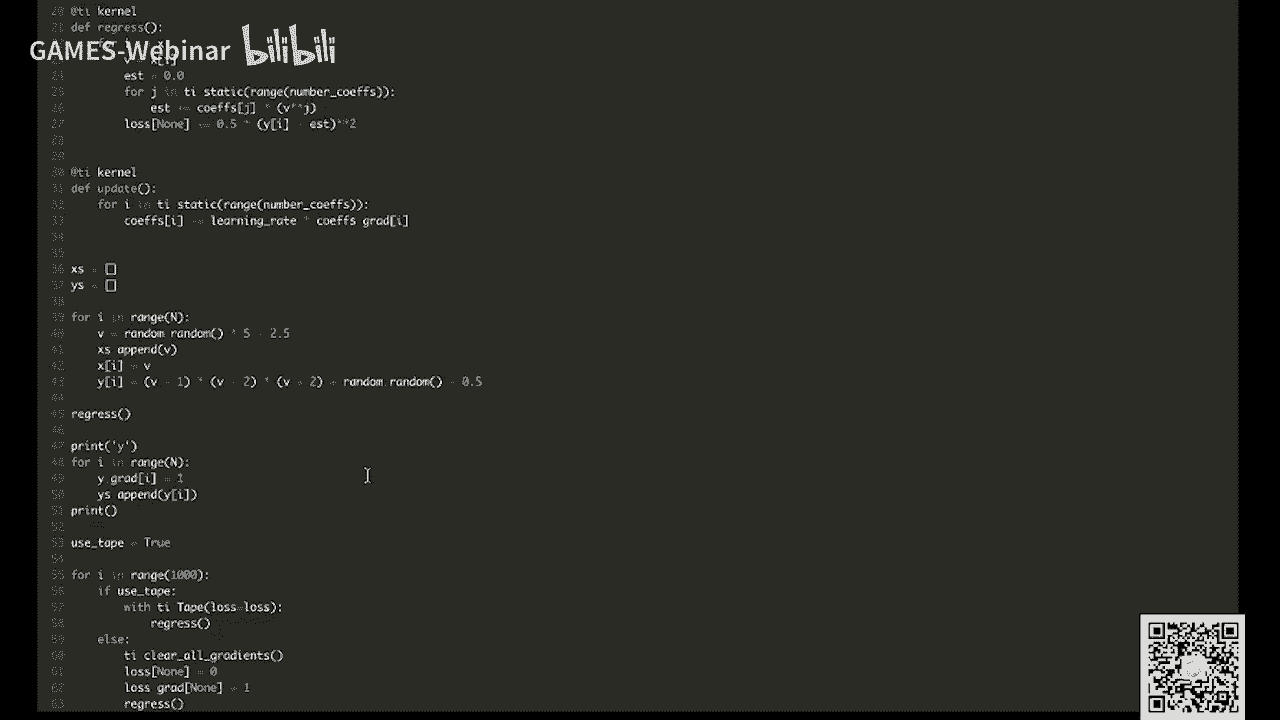 20 @ti kernel
21 def regress():
GAMES-Webinar bilibili
24 est = 0.0
25 for j in ti static(range(number_coeffs)):
26 est += coeffs[j] * (v**j)
27 loss[None] += 0.5 * (y[i] - est)**2
28
29
30 @ti kernel
31 def update():
32 for i in ti static(range(number_coeffs)):
33 coeffs[i] -= learning_rate * coeffs grad[i]
34
35
36 xs = []
37 ys = []
38
39 for i in range(N):
40 v = random random() * 5 - 2.5
41 xs append(v)
42 x[i] = v
43 y[i] = (v - 1) * (v - 2) * (v + 2) + random random() - 0.5
44
45 regress()
46
47 print('y')
48 for i in range(N):
49 y grad[i] = 1
50 ys append(y[i])
51 print()
52
53 use_tape = True
54
55 for i in range(1000):
56 if use_tape:
57 with ti Tape(loss=loss):
58 regress()
59 else:
60 ti clear_all_gradients()
61 loss[None] = 0
62 loss grad[None] = 1
63 regress()